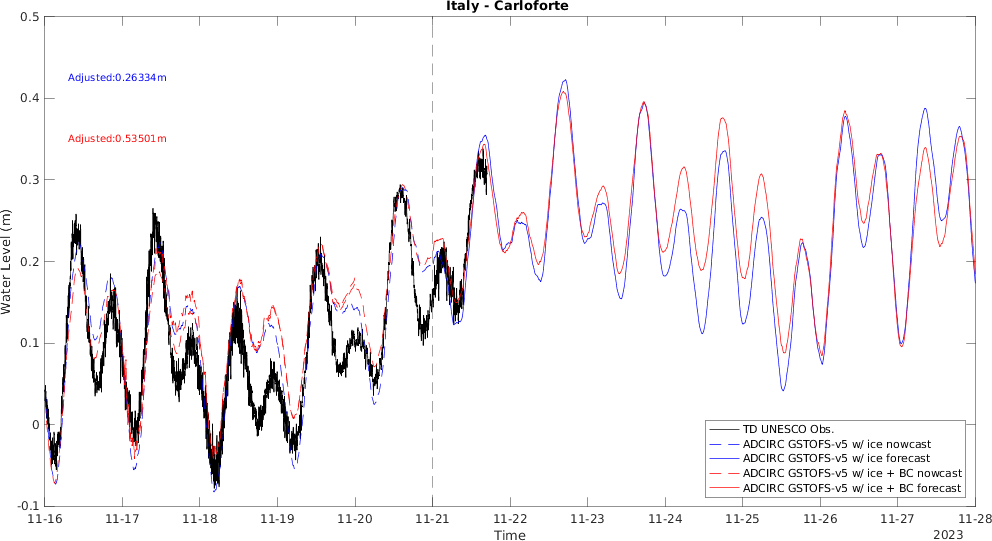 Italy - Carloforte
0.5
0.4
0.3
0.2
0.1
0
-0.1
Water Level (m)
Adjusted:0.26334m
Adjusted:0.53501m
TD UNESCO Obs.
ADCIRC GSTOFS-v5 w/ ice nowcast
ADCIRC GSTOFS-v5 w/ ice forecast
ADCIRC GSTOFS-v5 w/ ice + BC nowcast
ADCIRC GSTOFS-v5 w/ ice + BC forecast
11-16 11-17 11-18 11-19 11-20 11-21 11-22 11-23 11-24 11-25 11-26 11-27 11-28
Time
2023